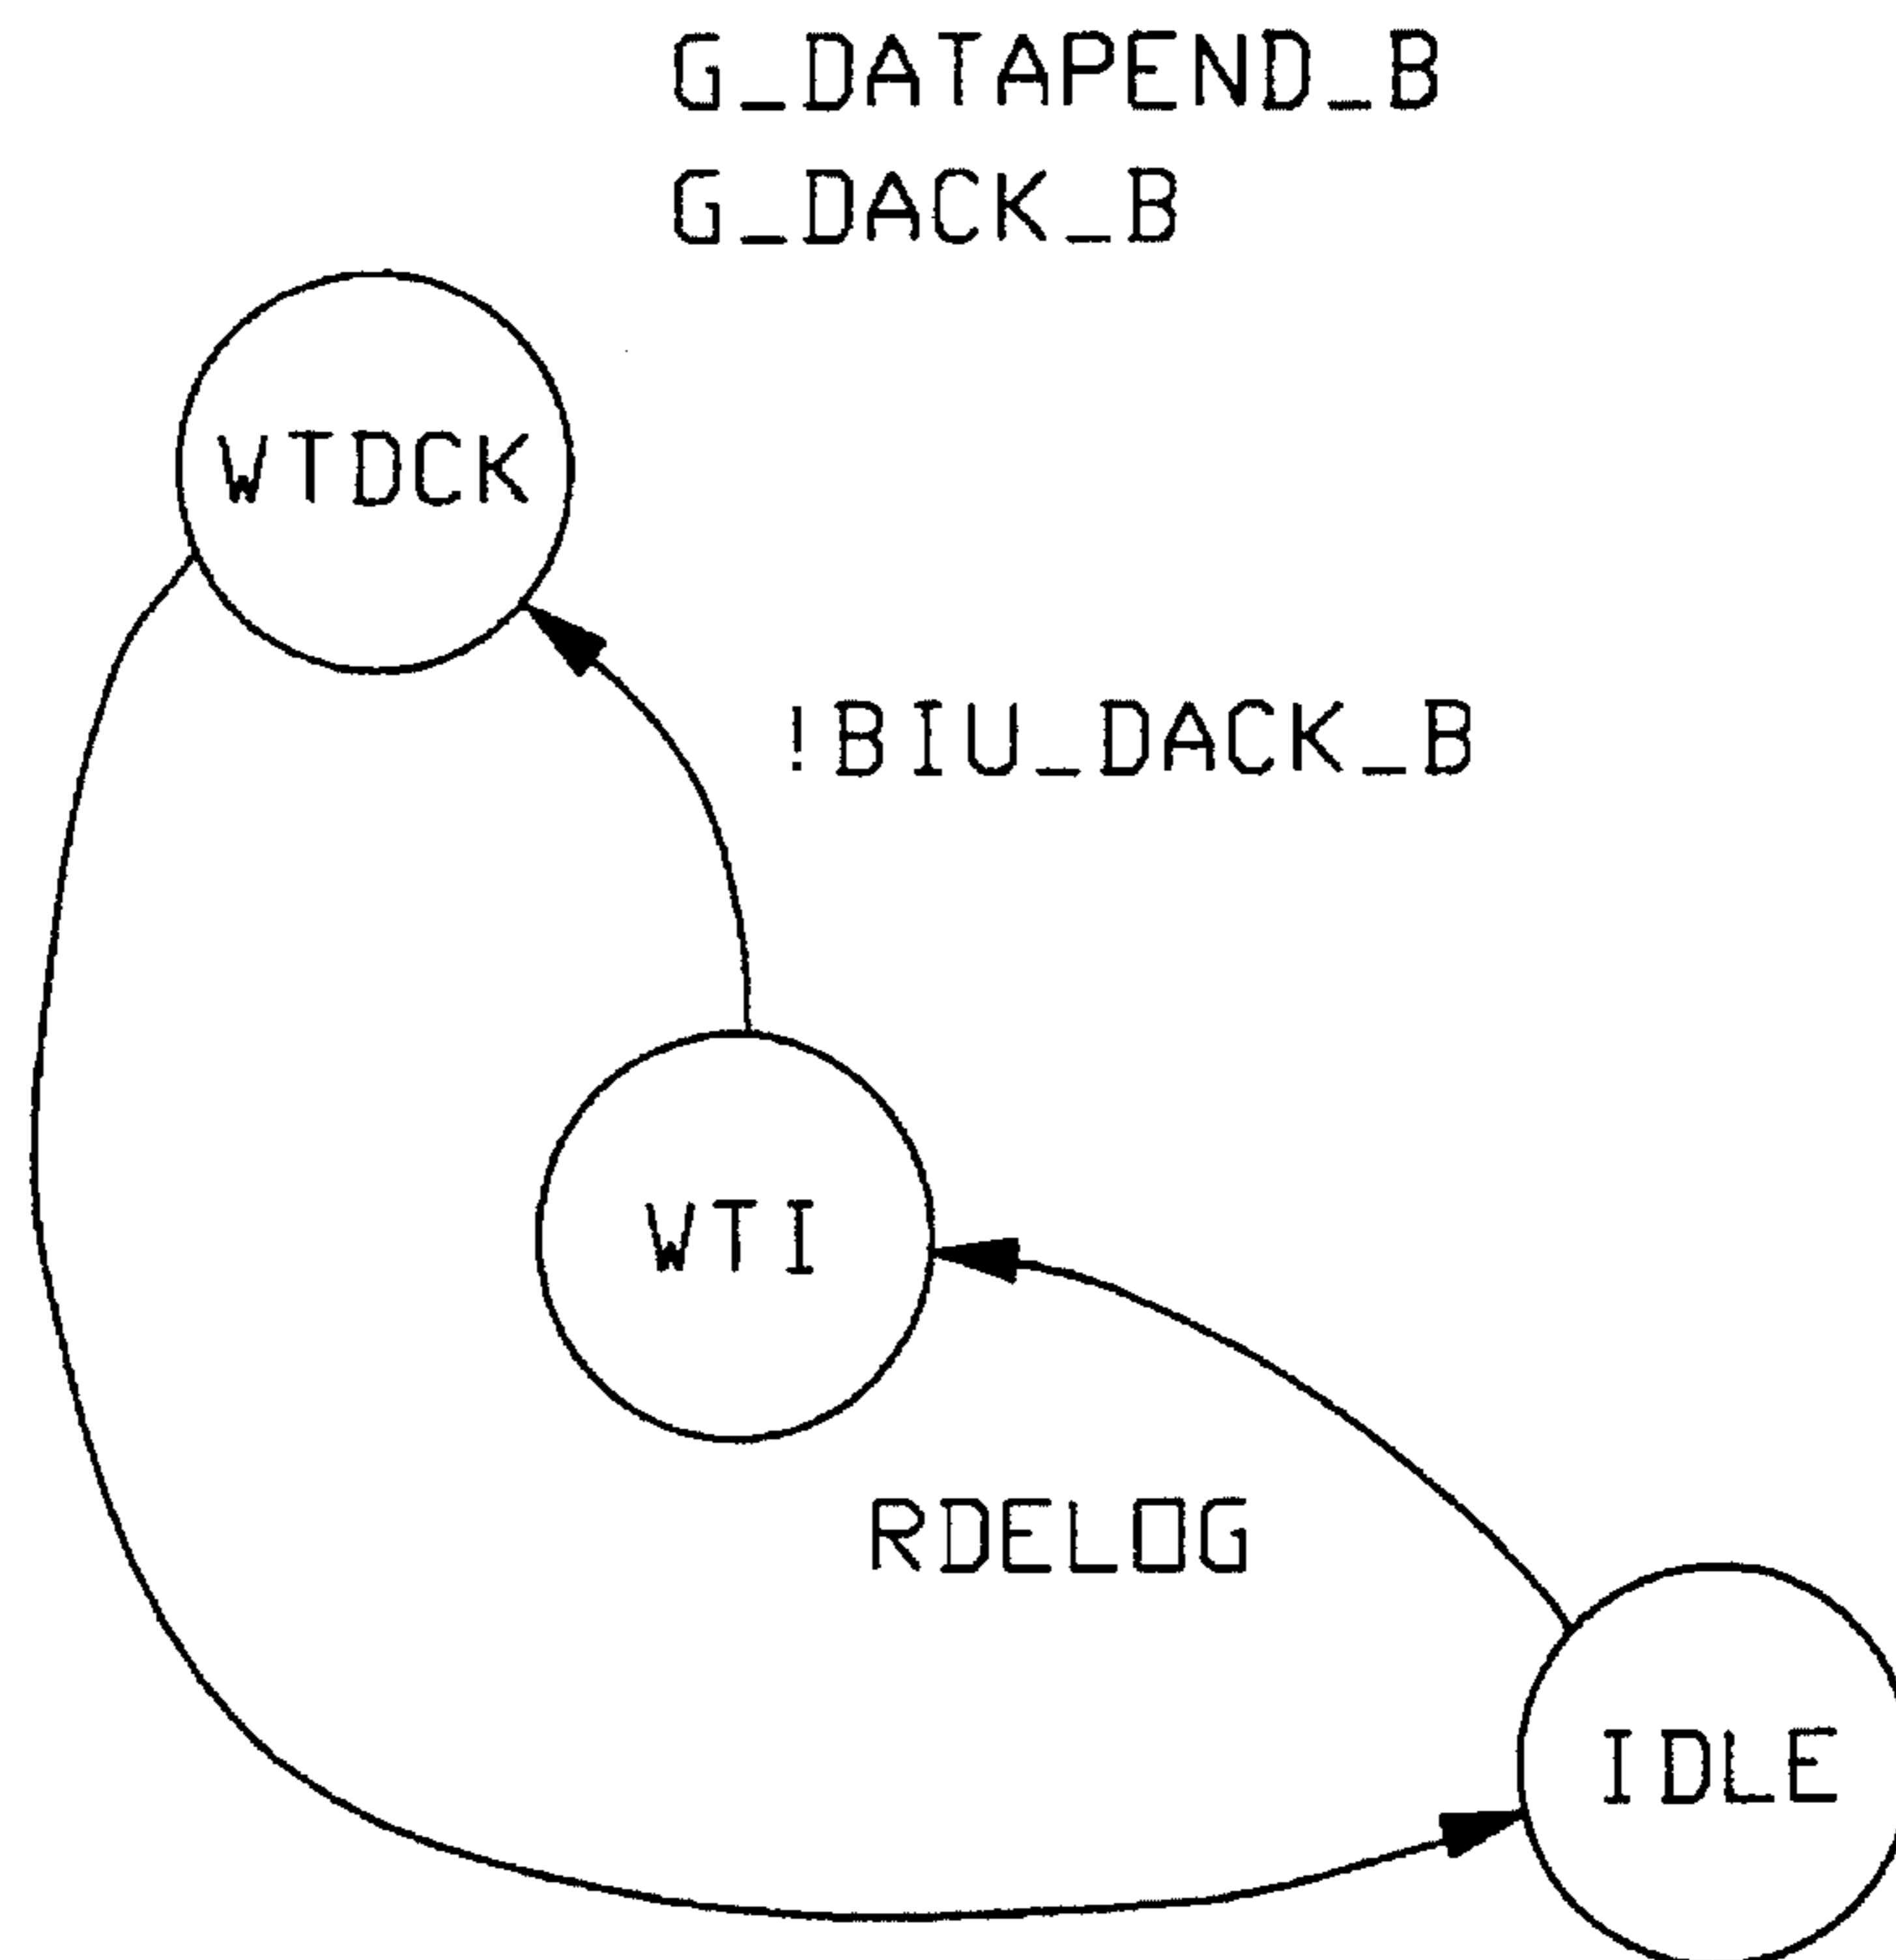 G_DATAPEND_B
G_DACK_B
WTDCK
!BIU_DACK_B
WTI
RDELOG
IDLE